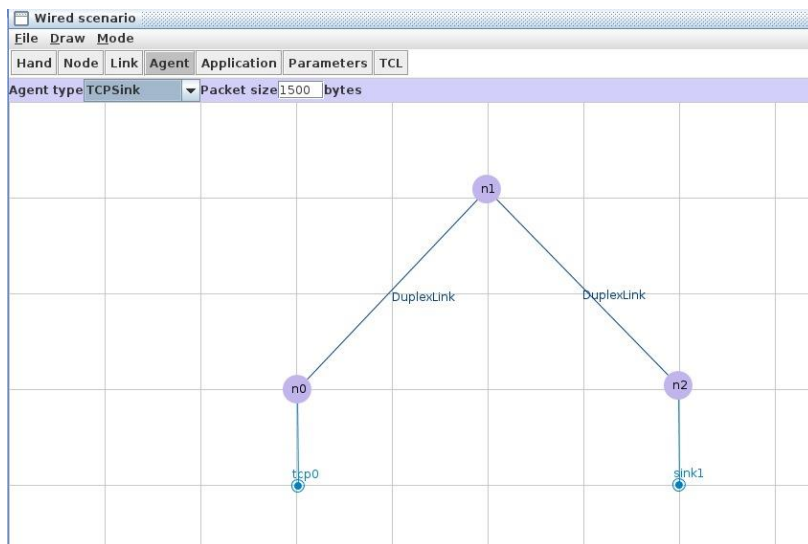 Wired scenario
File Draw Mode
Hand Node Link Agent Application Parameters TCL
Agent type TCPSink Packet size 1500 bytes
n1
DuplexLink DuplexLink
n0 n2
tcp0 sink1